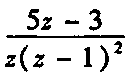 5z − 3
z(z − 1)²